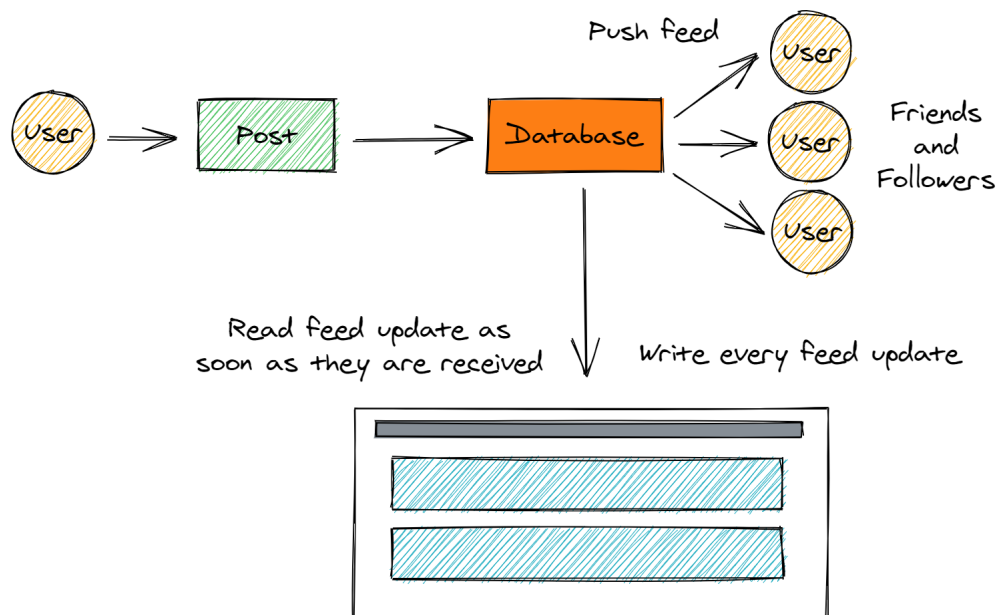 Push feed
User
User
Post
Database
User
Friends
and
Followers
User
Read feed update as
soon as they are received
Write every feed update